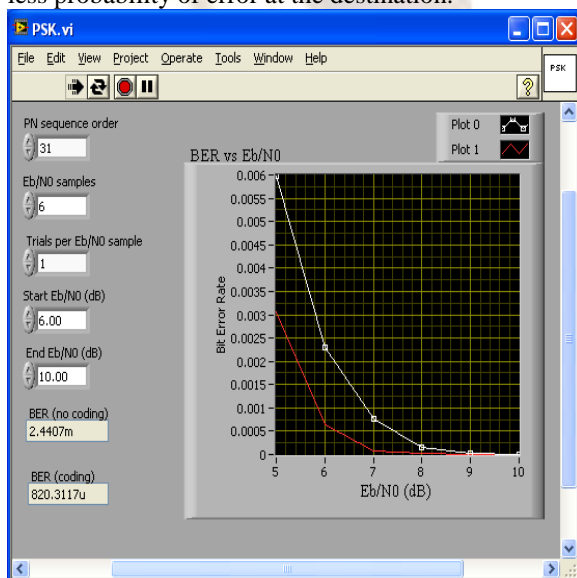 less probability of error at the destination.
PSK.vi
File Edit View Project Operate Tools Window Help
PSK
PN sequence order
31
Eb/N0 samples
6
Trials per Eb/N0 sample
1
Start Eb/N0 (dB)
6.00
End Eb/N0 (dB)
10.00
BER (no coding)
2.4407m
BER (coding)
820.3117u
Plot 0
Plot 1
BER vs Eb/N0
Bit Error Rate
0.006
0.0055
0.005
0.0045
0.004
0.0035
0.003
0.0025
0.002
0.0015
0.001
0.0005
0
5 6 7 8 9 10
Eb/N0 (dB)